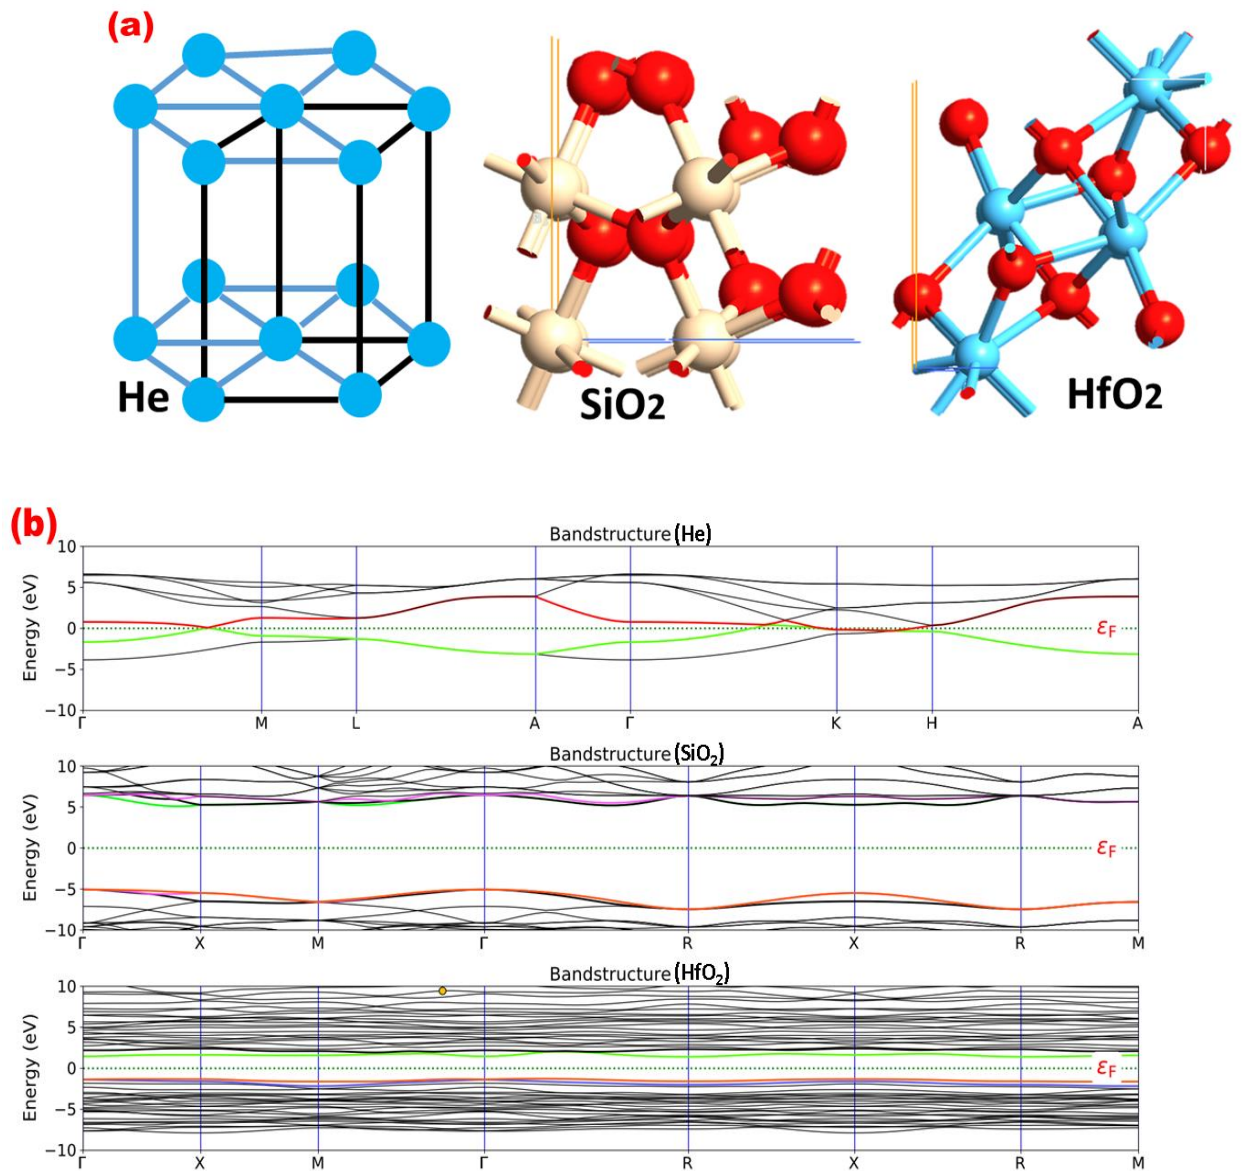 (a)
He
SiO2
HfO2
(b)
Bandstructure (He)
Energy (eV)
10
5
0
−5
−10
εF
Γ M L A Γ K H A
Bandstructure (SiO2)
Energy (eV)
10
5
0
−5
−10
εF
Γ X M Γ R X R M
Bandstructure (HfO2)
Energy (eV)
10
5
0
−5
−10
εF
Γ X M Γ R X R M